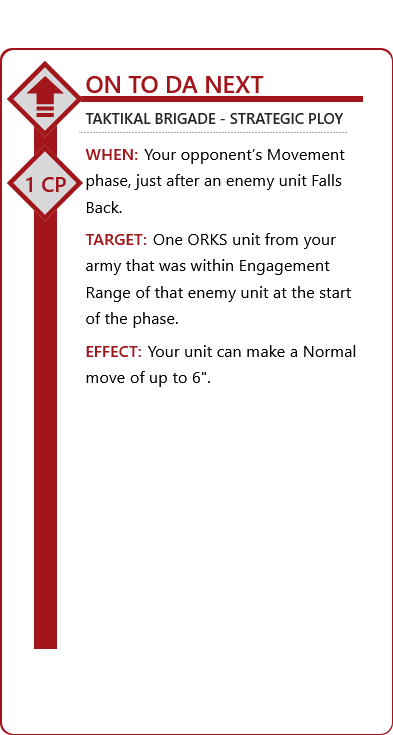 ON TO DA NEXT
TAKTIKAL BRIGADE - STRATEGIC PLOY
1 CP
WHEN: Your opponent’s Movement
phase, just after an enemy unit Falls
Back.
TARGET: One ORKS unit from your
army that was within Engagement
Range of that enemy unit at the start
of the phase.
EFFECT: Your unit can make a Normal
move of up to 6".